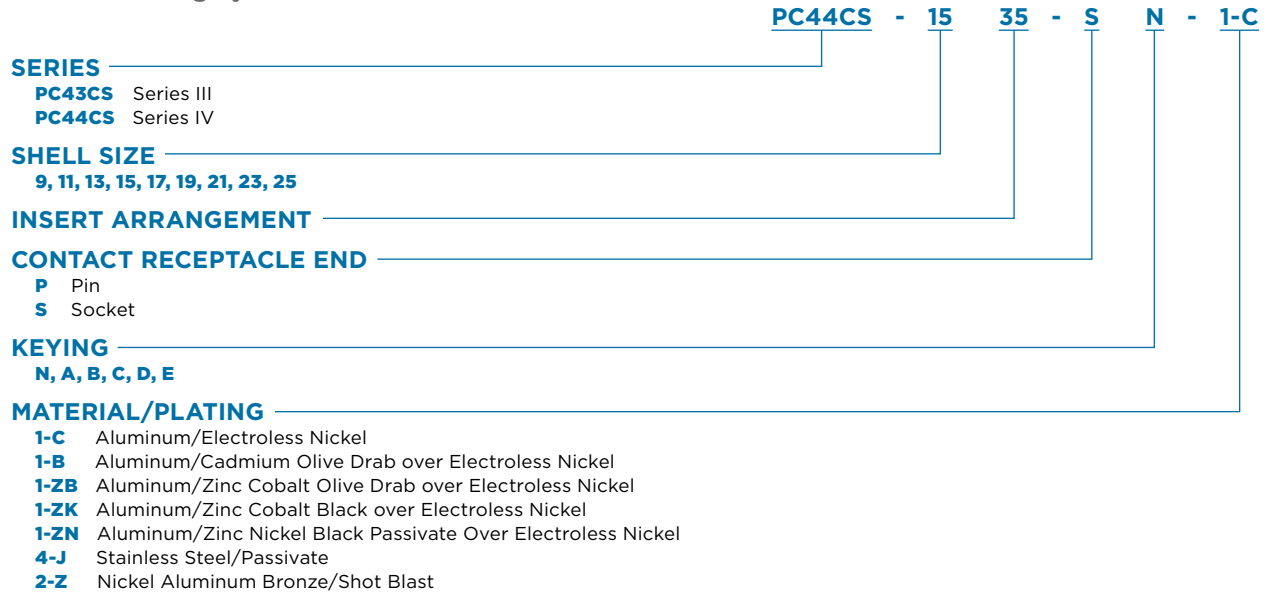 PC44CS - 15 35 - S N - 1-C
SERIES
PC43CS Series III
PC44CS Series IV
SHELL SIZE
9, 11, 13, 15, 17, 19, 21, 23, 25
INSERT ARRANGEMENT
CONTACT RECEPTACLE END
P Pin
S Socket
KEYING
N, A, B, C, D, E
MATERIAL/PLATING
1-C Aluminum/Electroless Nickel
1-B Aluminum/Cadmium Olive Drab over Electroless Nickel
1-ZB Aluminum/Zinc Cobalt Olive Drab over Electroless Nickel
1-ZK Aluminum/Zinc Cobalt Black over Electroless Nickel
1-ZN Aluminum/Zinc Nickel Black Passivate Over Electroless Nickel
4-J Stainless Steel/Passivate
2-Z Nickel Aluminum Bronze/Shot Blast